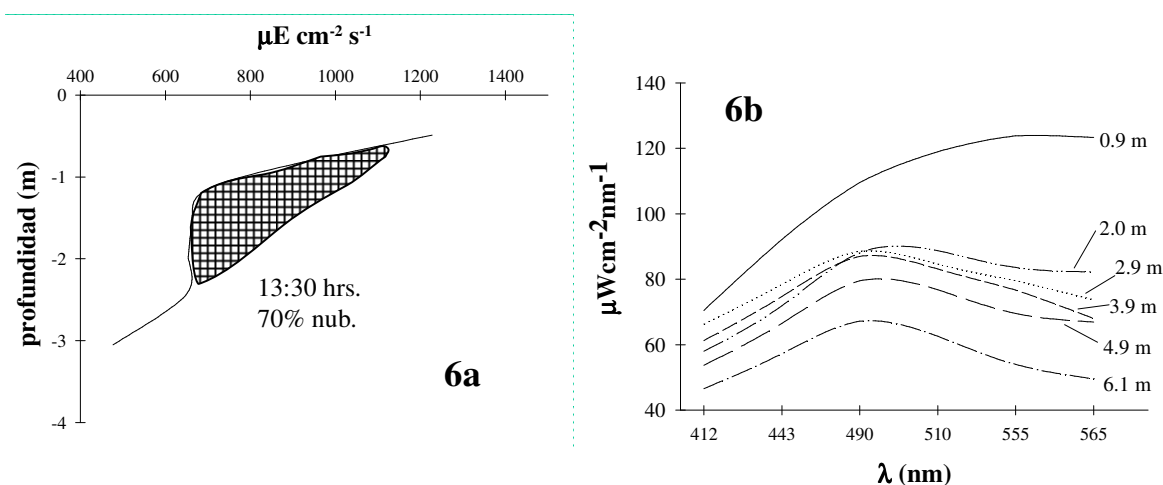 μE cm-2 s-1
400 600 800 1000 1200 1400
0
-1
-2
-3
-4
profundidad (m)
13:30 hrs.
70% nub.
6a
6b
μWcm-2nm-1
140
120
100
80
60
40
412 443 490 510 555 565
λ (nm)
0.9 m
2.0 m
2.9 m
3.9 m
4.9 m
6.1 m